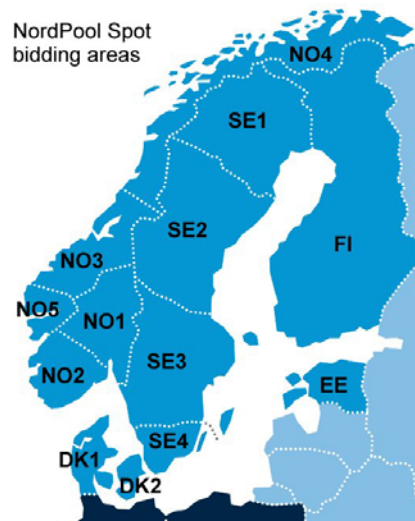 NordPool Spot
bidding areas
NO4
SE1
SE2
FI
NO3
NO5
NO1
NO2
SE3
EE
SE4
DK1
DK2